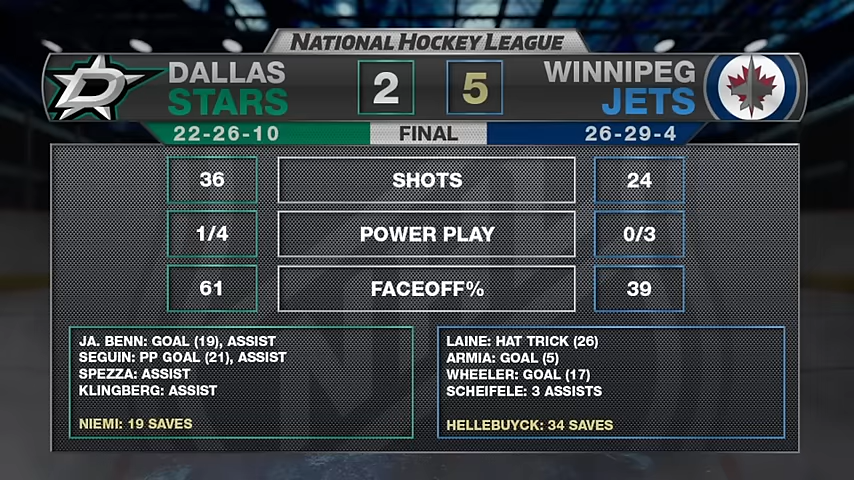 NATIONAL HOCKEY LEAGUE
DALLAS STARS 2 5 WINNIPEG JETS
22-26-10 FINAL 26-29-4
36 SHOTS 24
1/4 POWER PLAY 0/3
61 FACEOFF% 39
JA. BENN: GOAL (19), ASSIST
SEGUIN: PP GOAL (21), ASSIST
SPEZZA: ASSIST
KLINGBERG: ASSIST
NIEMI: 19 SAVES
LAINE: HAT TRICK (26)
ARMIA: GOAL (5)
WHEELER: GOAL (17)
SCHEIFELE: 3 ASSISTS
HELLEBUYCK: 34 SAVES